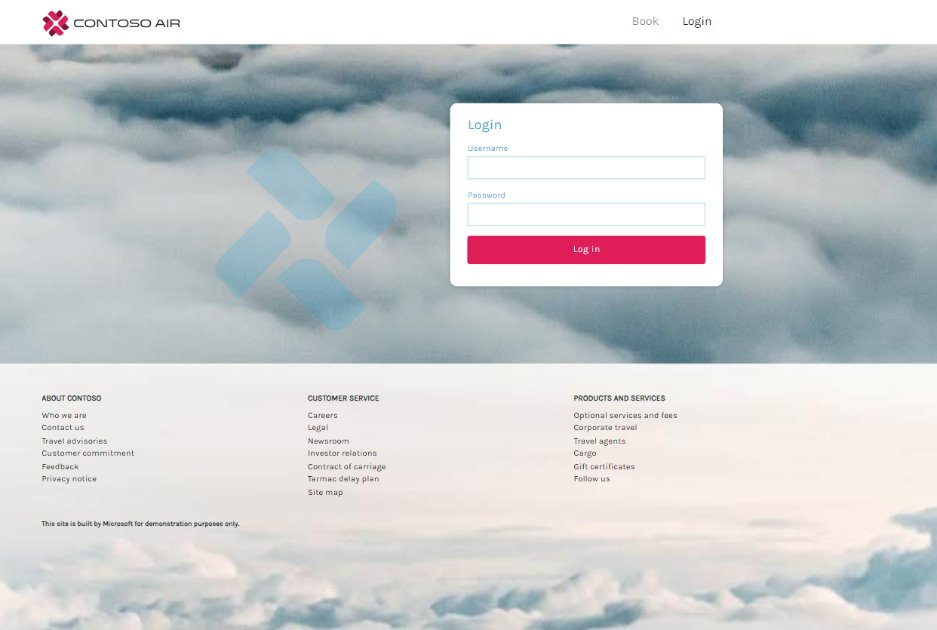 CONTOSO AIR
Book
Login
Login
Username
Password
Log In
ABOUT CONTOSO
Who we are
Contact us
Travel advisories
Customer commitment
Feedback
Privacy notice
CUSTOMER SERVICE
Careers
Legal
Newsroom
Investor relations
Contract of carriage
Tarmac delay plan
Site map
PRODUCTS AND SERVICES
Optional services and fees
Corporate travel
Travel agents
Cargo
Gift certificates
Follow us
This site is built by Microsoft for demonstration purposes only.